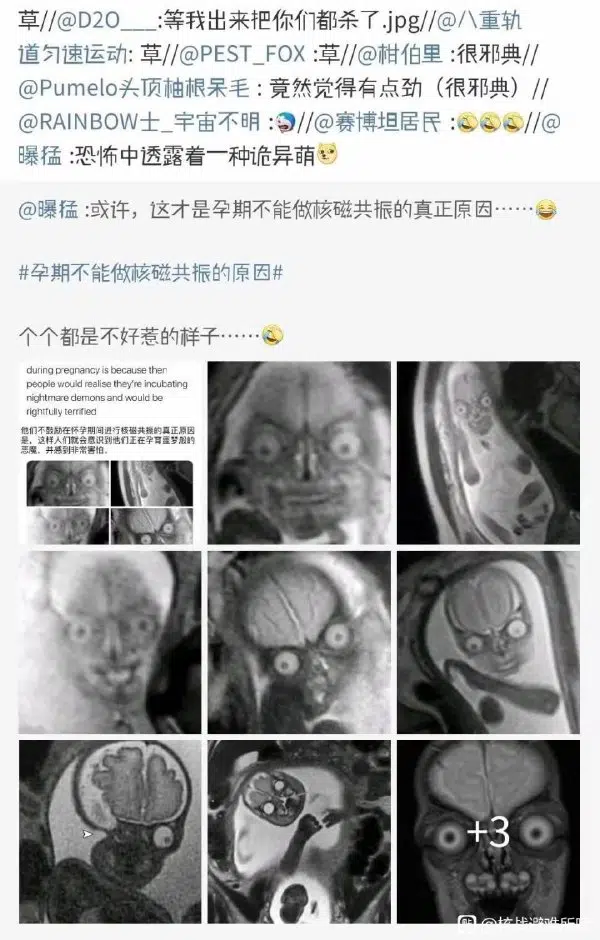 草//@D2O___:等我出来把你们都杀了.jpg//@八重轨
道匀速运动: 草//@PEST_FOX :草//@柑伯里 :很邪典//
@Pumelo头顶柚根呆毛 : 竟然觉得有点劲（很邪典）//
@RAINBOW士_宇宙不明 :🤪//@赛博坦居民 :🤣🤣🤣//@
曝猛 :恐怖中透露着一种诡异萌
@曝猛 :或许，这才是孕期不能做核磁共振的真正原因……😂
#孕期不能做核磁共振的原因#
个个都是不好惹的样子……🤣
during pregnancy is because then
people would realise they're incubating
nightmare demons and would be
rightfully terrified
他们不鼓励在怀孕期间进行核磁共振的真正原因
是，这样人们就会意识到他们正在孕育噩梦般的
恶魔，并感到非常害怕。
+3
@核战避难所